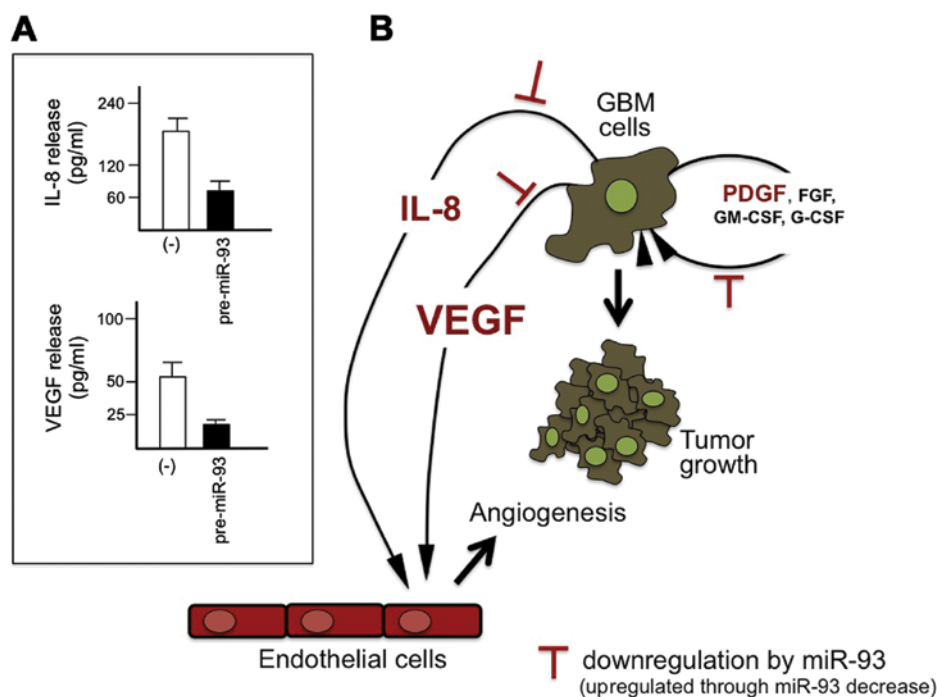 A
IL-8 release
(pg/ml)
240
120
60
(-)
pre-miR-93
VEGF release
(pg/ml)
100
50
25
(-)
pre-miR-93
B
GBM
cells
IL-8
PDGF, FGF,
GM-CSF, G-CSF
VEGF
Tumor
growth
Angiogenesis
Endothelial cells
downregulation by miR-93
(upregulated through miR-93 decrease)